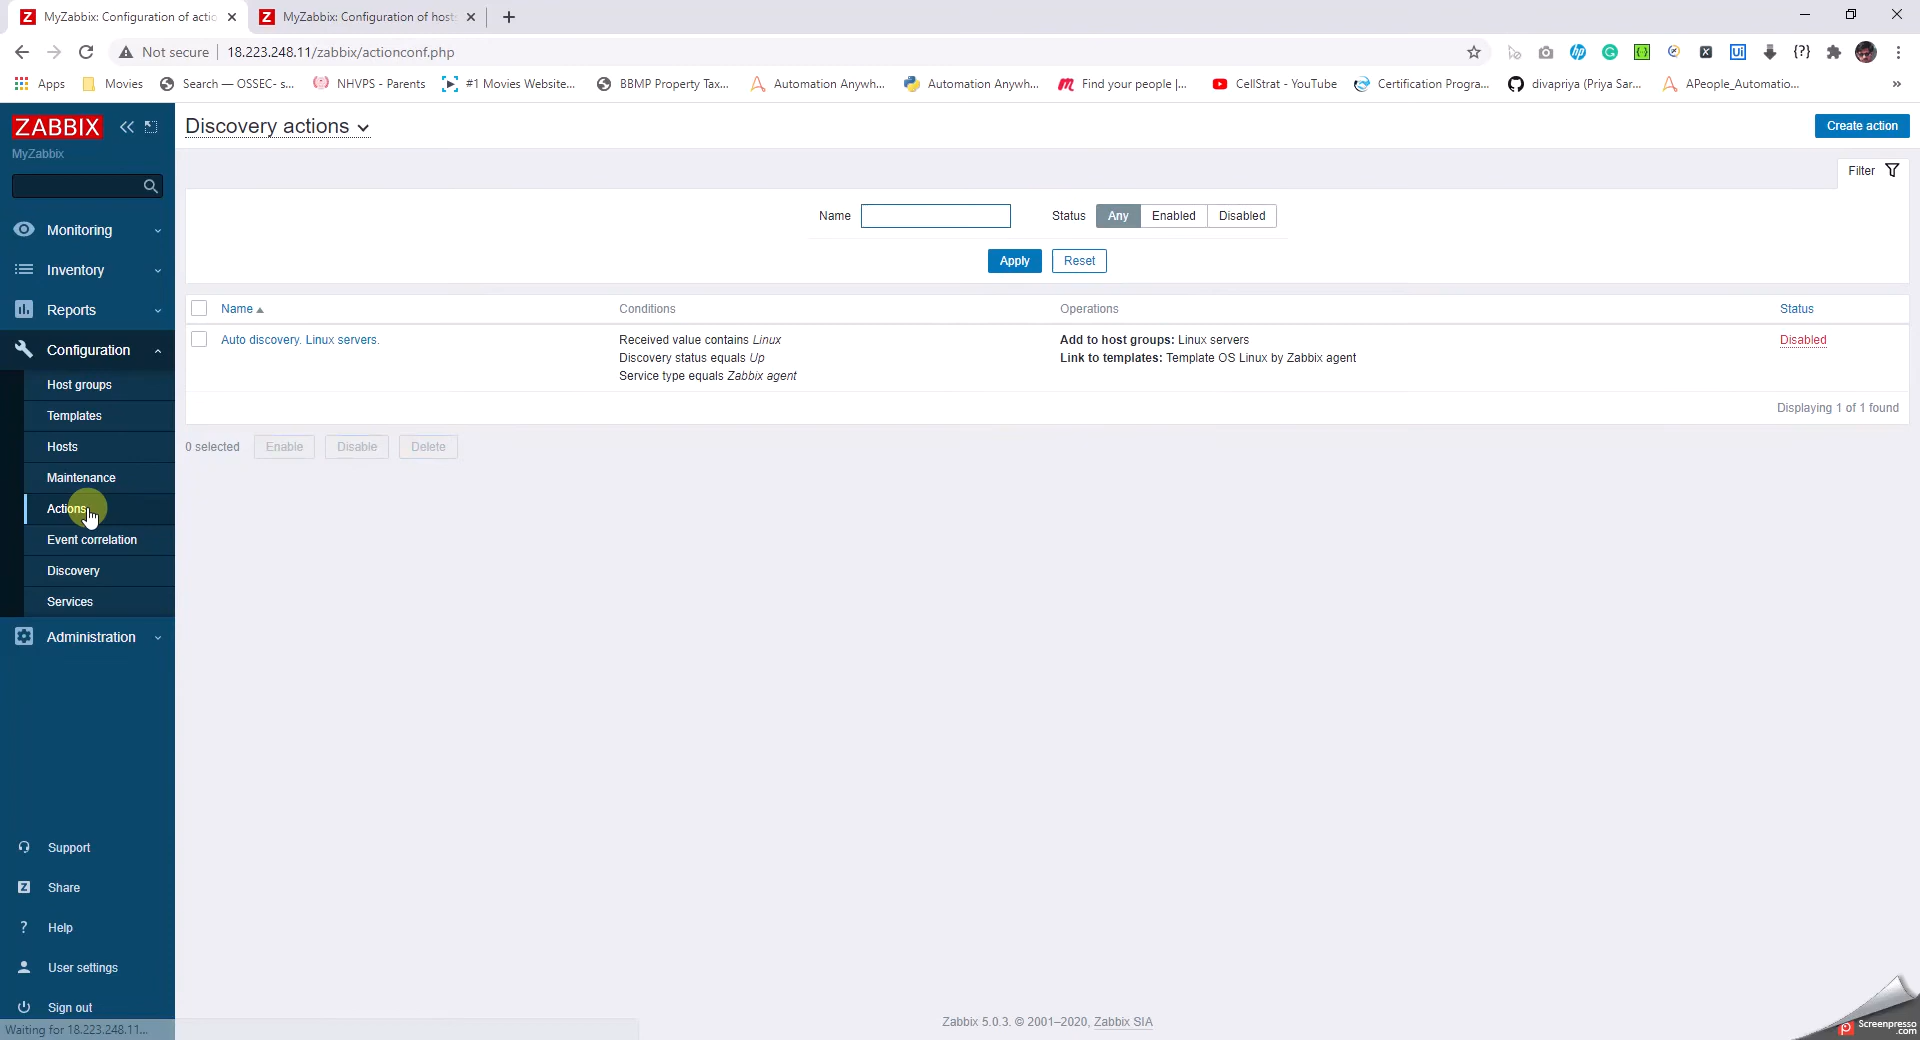 MyZabbix: Configuration of actio
MyZabbix: Configuration of hosts
Not secure
18.223.248.11/zabbix/actionconf.php
Apps
Movies
Search — OSSEC- s...
NHVPS - Parents
#1 Movies Website...
BBMP Property Tax...
Automation Anywh...
Automation Anywh...
Find your people |...
CellStrat - YouTube
Certification Progra...
divapriya (Priya Sar...
APeople_Automatio...
»
ZABBIX
MyZabbix
Discovery actions
Create action
Filter
Name
Status
Any
Enabled
Disabled
Apply
Reset
Monitoring
Inventory
Reports
Configuration
Host groups
Templates
Hosts
Maintenance
Actions
Event correlation
Discovery
Services
Administration
Name
Conditions
Operations
Status
Auto discovery. Linux servers.
Received value contains Linux
Discovery status equals Up
Service type equals Zabbix agent
Add to host groups: Linux servers
Link to templates: Template OS Linux by Zabbix agent
Disabled
Displaying 1 of 1 found
0 selected
Enable
Disable
Delete
Support
Share
Help
User settings
Sign out
Waiting for 18.223.248.11...
Zabbix 5.0.3. © 2001–2020, Zabbix SIA
Screenpresso
.com